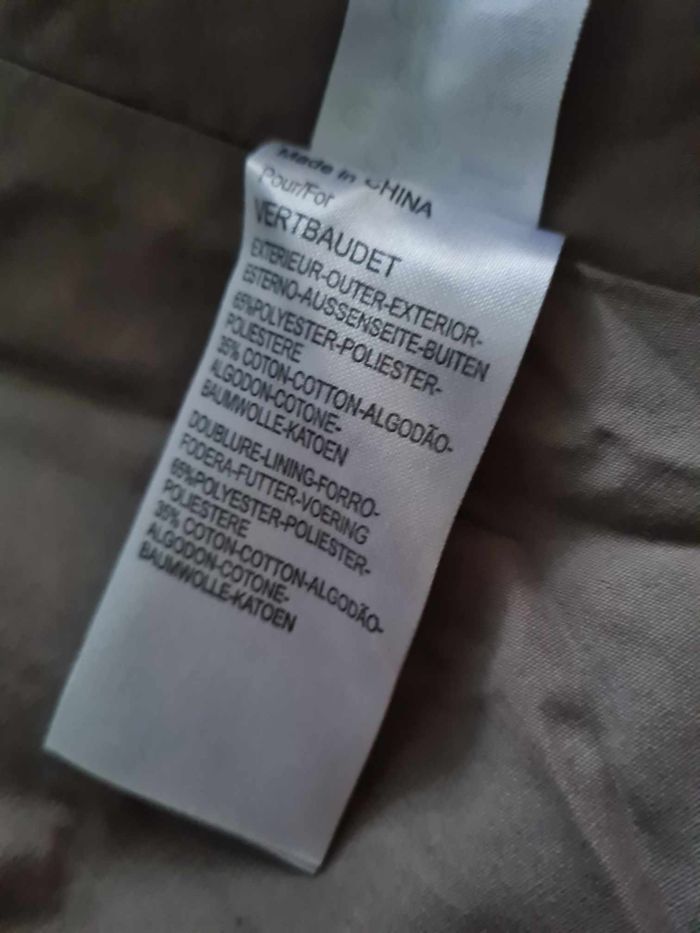 Made in CHINA
Pour/For
VERTBAUDET
EXTERIEUR-OUTER-EXTERIOR-
ESTERNO-AUSSENSEITE-BUITEN
65%POLYESTER-POLIESTER-
POLIESTERE
35% COTON-COTTON-ALGODÃO-
ALGODON-COTONE-
BAUMWOLLE-KATOEN
DOUBLURE-LINING-FORRO-
FODERA-FUTTER-VOERING
65%POLYESTER-POLIESTER-
POLIESTERE
35% COTON-COTTON-ALGODÃO-
ALGODON-COTONE-
BAUMWOLLE-KATOEN